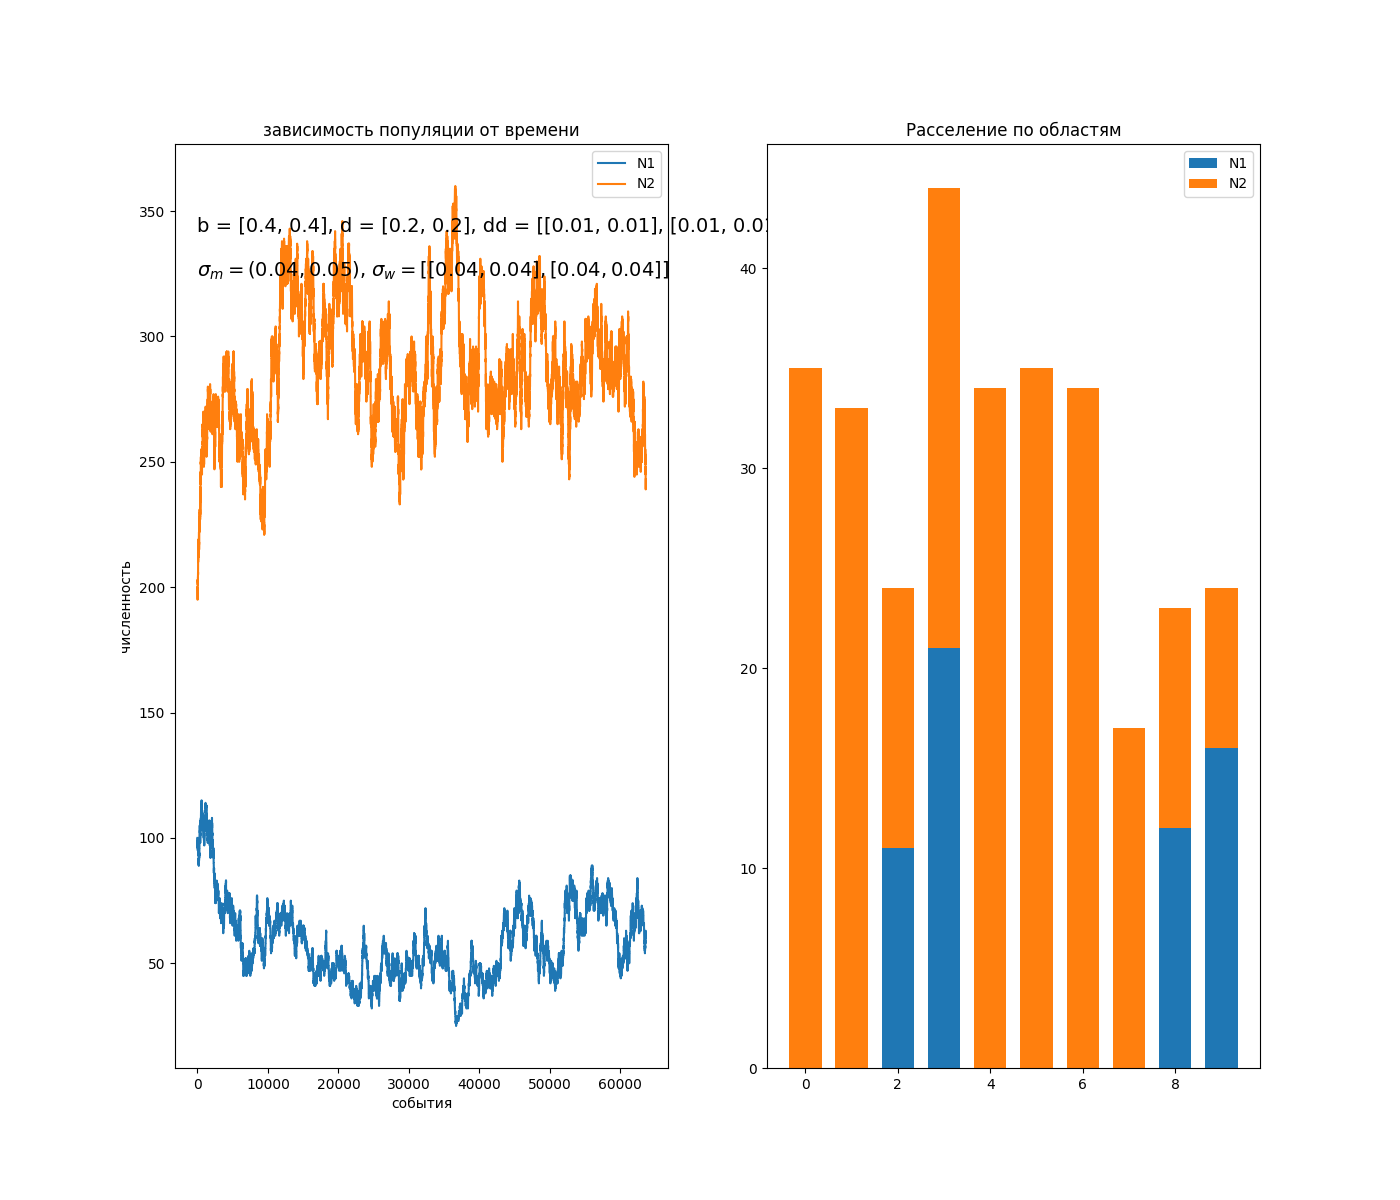 зависимость популяции от времени
N1
N2
b = [0.4, 0.4], d = [0.2, 0.2], dd = [[0.01, 0.01], [0.01, 0.01
σm = (0.04, 0.05), σw = [[0.04, 0.04], [0.04, 0.04]]
350
300
250
200
150
100
50
численность
0 10000 20000 30000 40000 50000 60000
события
Расселение по областям
N1
N2
40
30
20
10
0
0 2 4 6 8